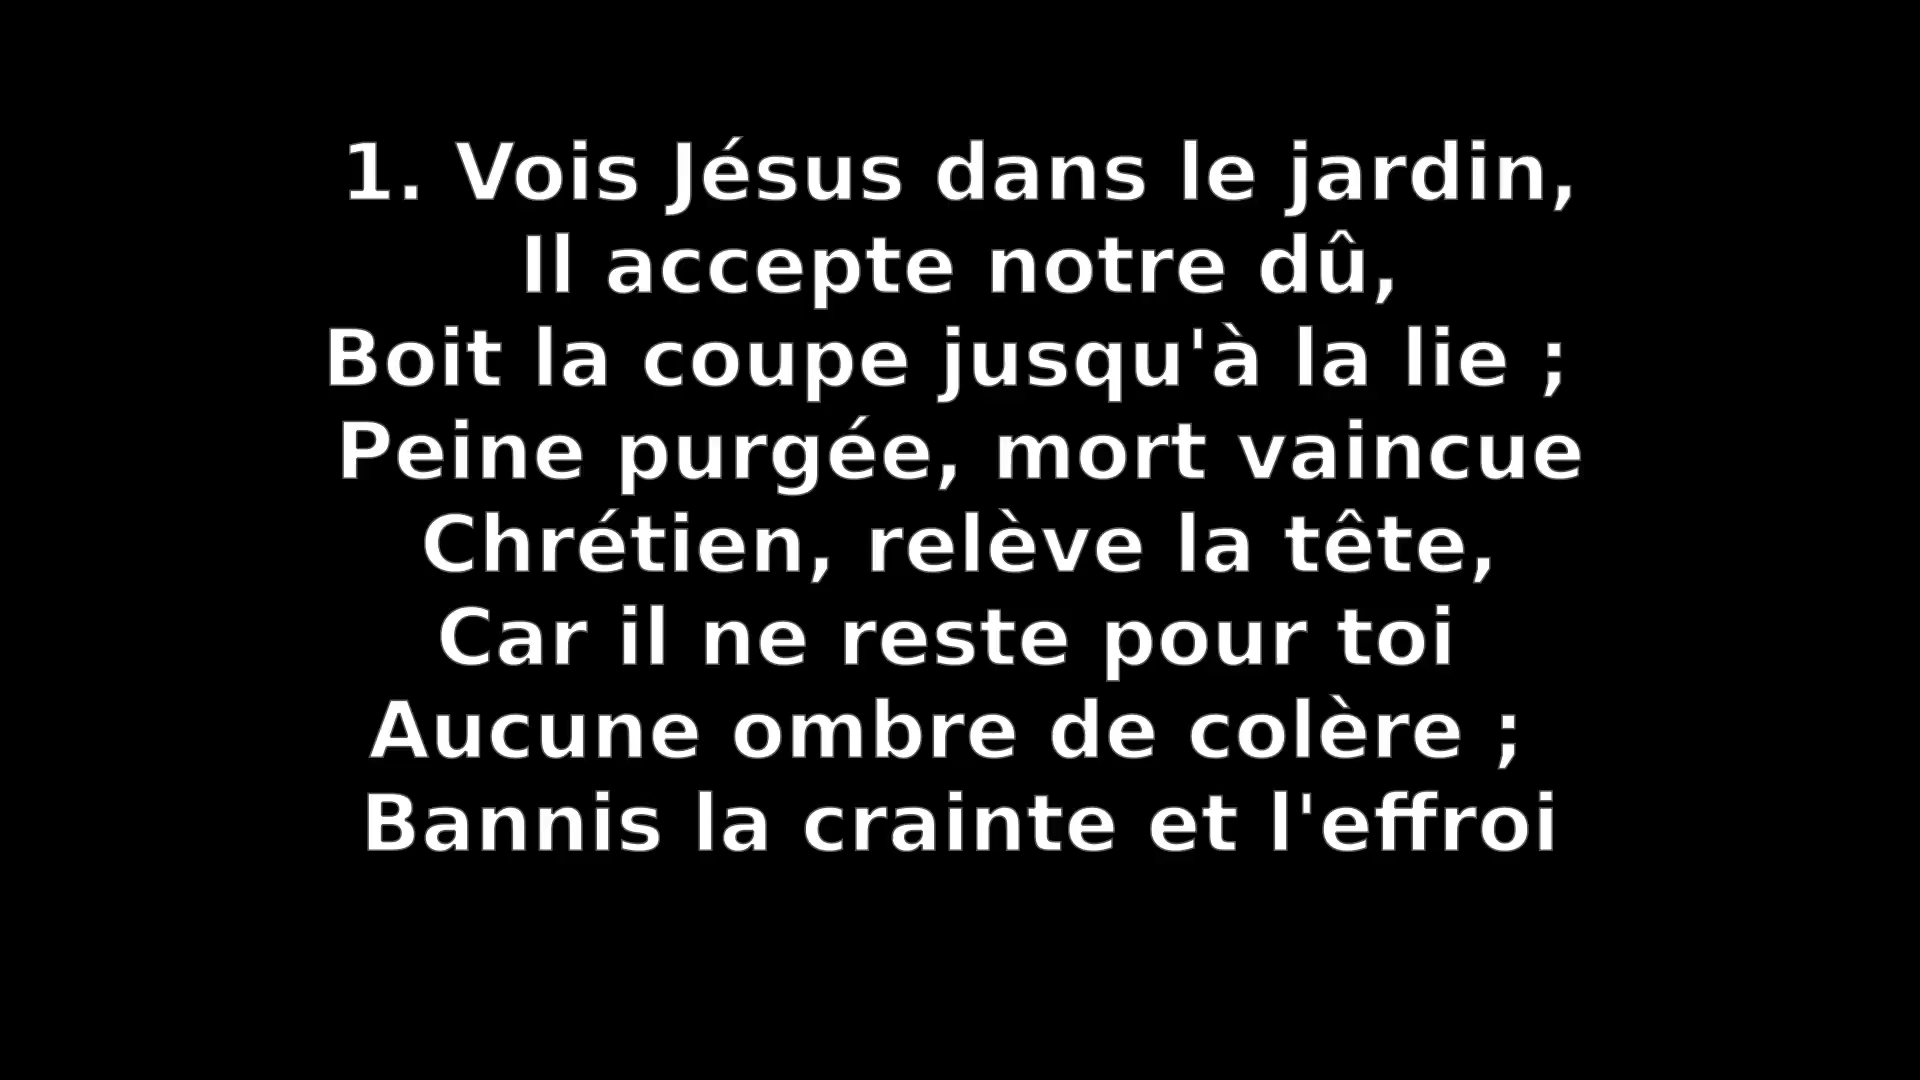 1. Vois Jésus dans le jardin,
Il accepte notre dû,
Boit la coupe jusqu'à la lie ;
Peine purgée, mort vaincue
Chrétien, relève la tête,
Car il ne reste pour toi
Aucune ombre de colère ;
Bannis la crainte et l'effroi